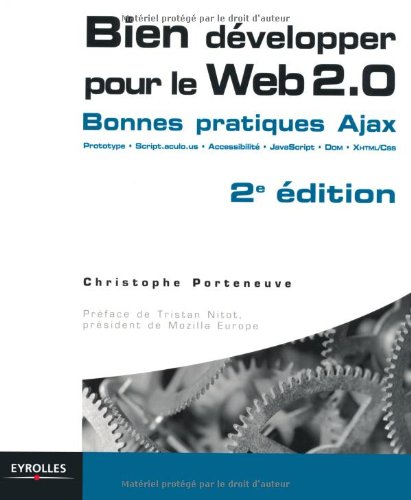 Matériel protégé par le droit d'auteur
Bien développer
pour le Web 2.0
Bonnes pratiques Ajax
Prototype • Script.aculo.us • Accessibilité • JavaScript • DOM • XHTML/CSS
2e édition
Christophe Porteneuve
Préface de Tristan Nitot,
président de Mozilla Europe
EYROLLES
Matériel protégé par le droit d'auteur